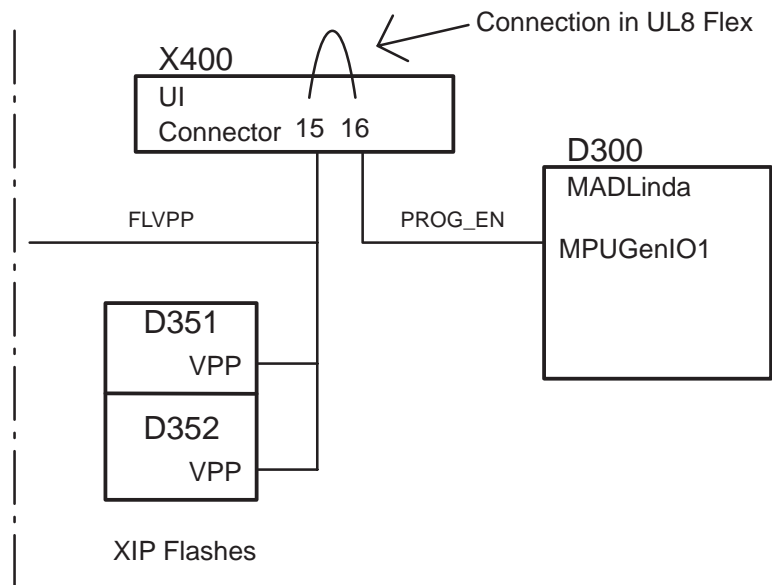 Connection in UL8 Flex
X400
UI
Connector 15 16
D300
MADLinda
FLVPP
PROG_EN
MPUGenIO1
D351
VPP
D352
VPP
XIP Flashes